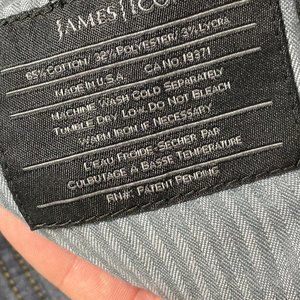 JAMES
65% COTTON/ 32% POLYESTER/ 3% LYCRA
MADE IN U.S.A. CA NO. 19371
MACHINE WASH COLD SEPARATELY
TUMBLE DRY LOW. DO NOT BLEACH
WARM IRON IF NECESSARY
L'EAU FROIDE. SECHER PAR
CULBUTAGE A BASSE TEMPERATURE
PATENT PENDING